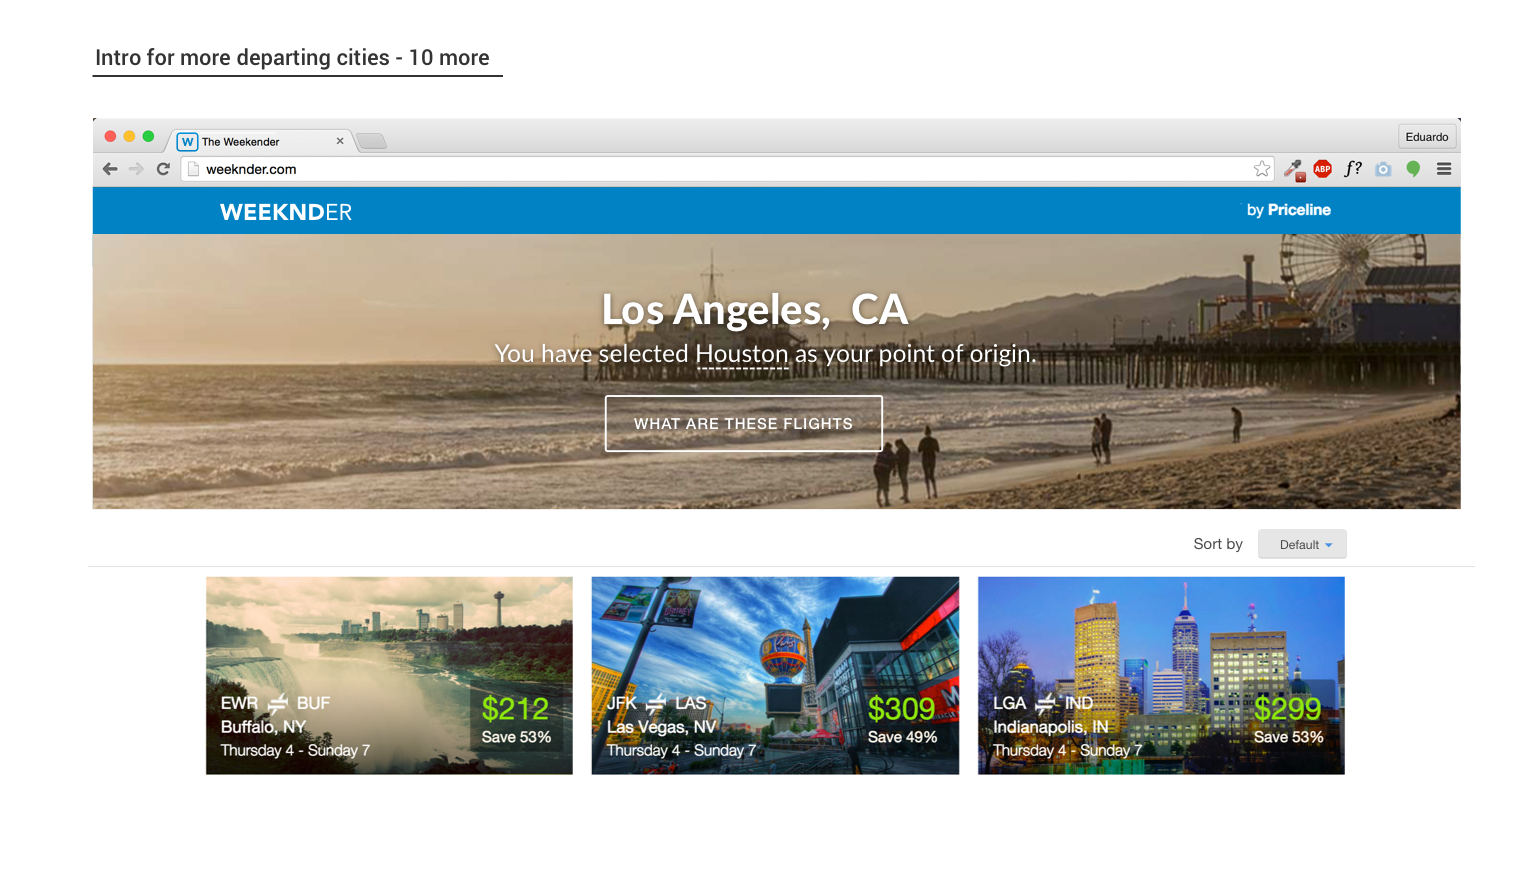 Intro for more departing cities - 10 more
The Weekender
Eduardo
weeknder.com
ABP
f?
WEEKNDER
by Priceline
Los Angeles, CA
You have selected Houston as your point of origin.
WHAT ARE THESE FLIGHTS
Sort by Default
EWR BUF
Buffalo, NY
Thursday 4 - Sunday 7
$212
Save 53%
JFK LAS
Las Vegas, NV
Thursday 4 - Sunday 7
$309
Save 49%
LGA IND
Indianapolis, IN
Thursday 4 - Sunday 7
$299
Save 53%